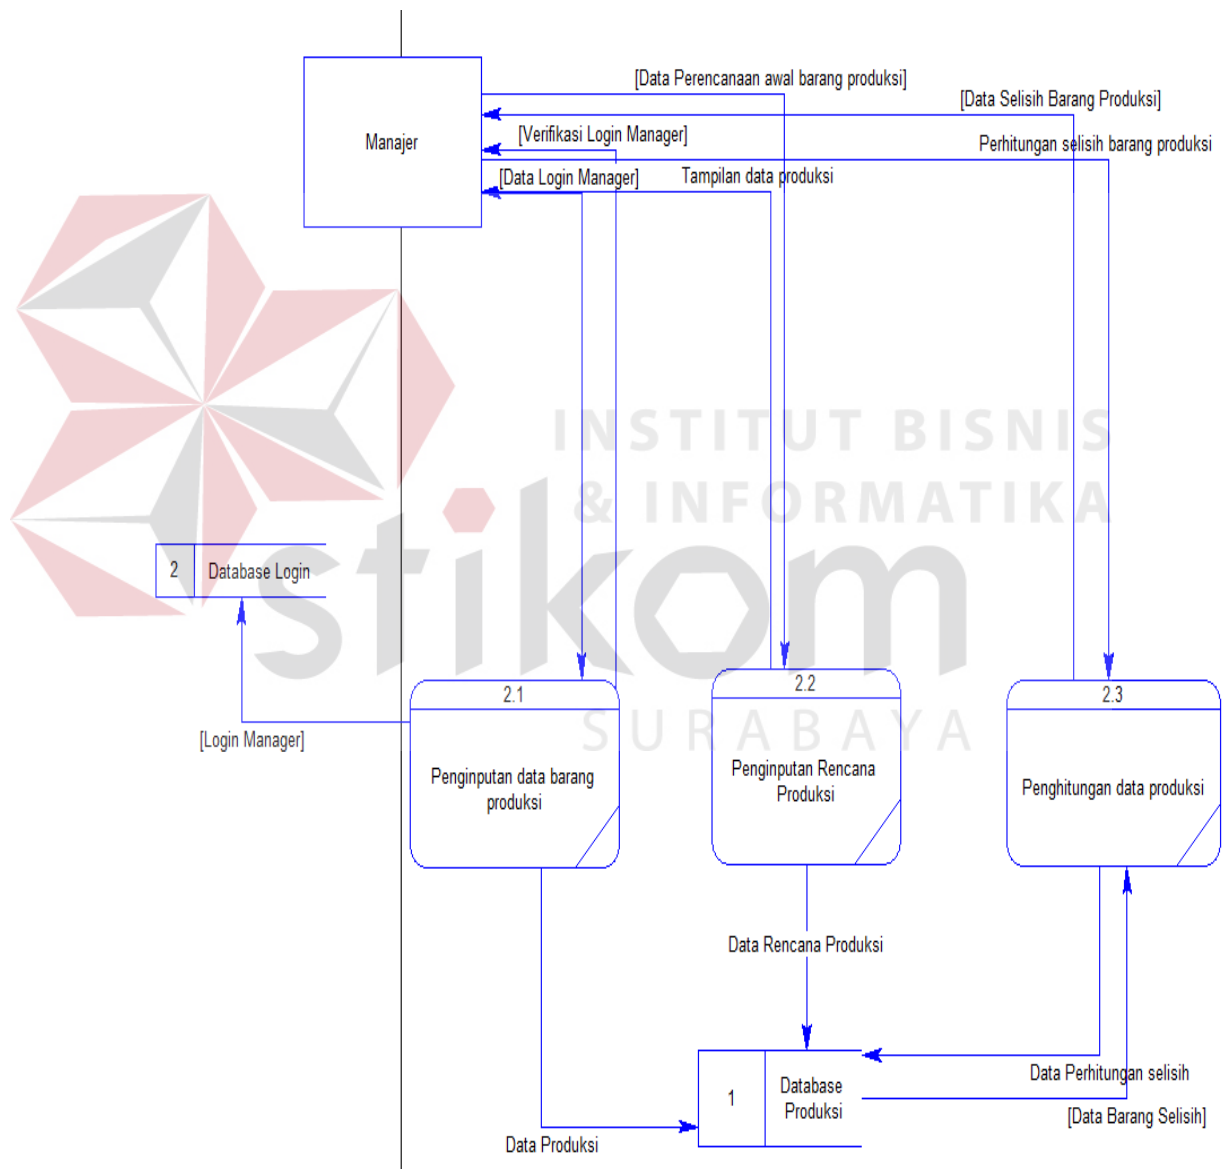 [Data Perencanaan awal barang produksi]
[Data Selisih Barang Produksi]
Manajer
[Verifikasi Login Manager]
Perhitungan selisih barang produksi
[Data Login Manager]
Tampilan data produksi
INSTITUT BISNIS
& INFORMATIKA
stikom
SURABAYA
2
Database Login
[Login Manager]
2.1
Penginputan data barang
produksi
2.2
Penginputan Rencana
Produksi
2.3
Penghitungan data produksi
Data Rencana Produksi
Data Perhitungan selisih
1
Database
Produksi
[Data Barang Selisih]
Data Produksi